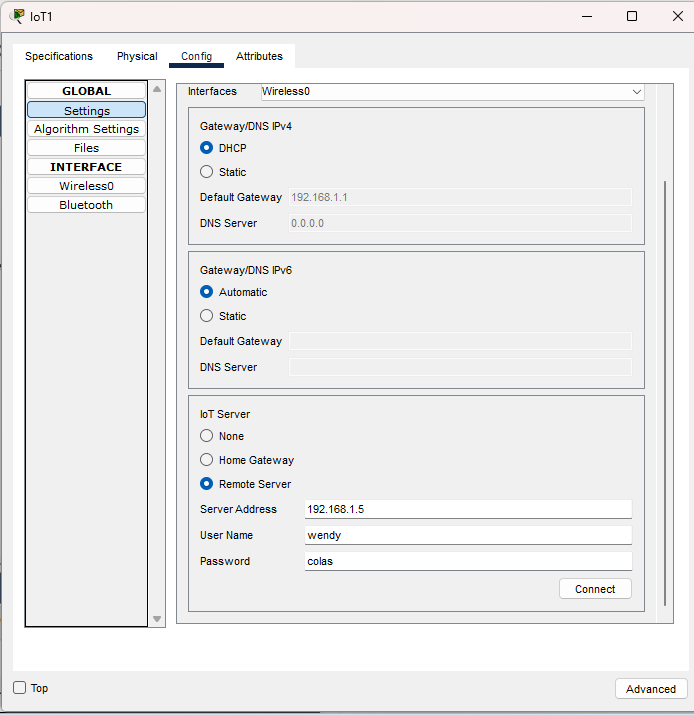 IoT1
Specifications Physical Config Attributes
GLOBAL
Settings
Algorithm Settings
Files
INTERFACE
Wireless0
Bluetooth
Interfaces Wireless0
Gateway/DNS IPv4
DHCP
Static
Default Gateway 192.168.1.1
DNS Server 0.0.0.0
Gateway/DNS IPv6
Automatic
Static
Default Gateway
DNS Server
IoT Server
None
Home Gateway
Remote Server
Server Address 192.168.1.5
User Name wendy
Password colas
Connect
Top
Advanced